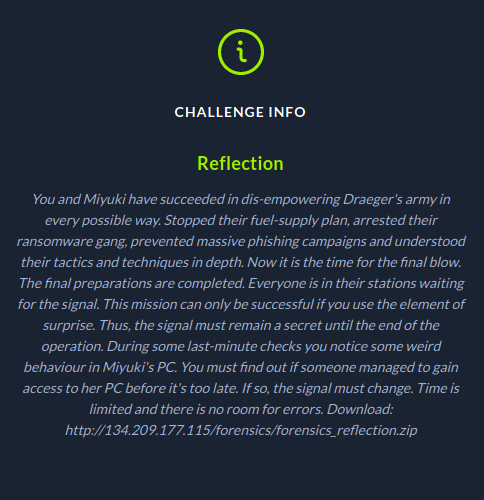 CHALLENGE INFO
Reflection
You and Miyuki have succeeded in dis-empowering Draeger's army in
every possible way. Stopped their fuel-supply plan, arrested their
ransomware gang, prevented massive phishing campaigns and understood
their tactics and techniques in depth. Now it is the time for the final blow.
The final preparations are completed. Everyone is in their stations waiting
for the signal. This mission can only be successful if you use the element of
surprise. Thus, the signal must remain a secret until the end of the
operation. During some last-minute checks you notice some weird
behaviour in Miyuki's PC. You must find out if someone managed to gain
access to her PC before it's too late. If so, the signal must change. Time is
limited and there is no room for errors. Download:
http://134.209.177.115/forensics/forensics_reflection.zip